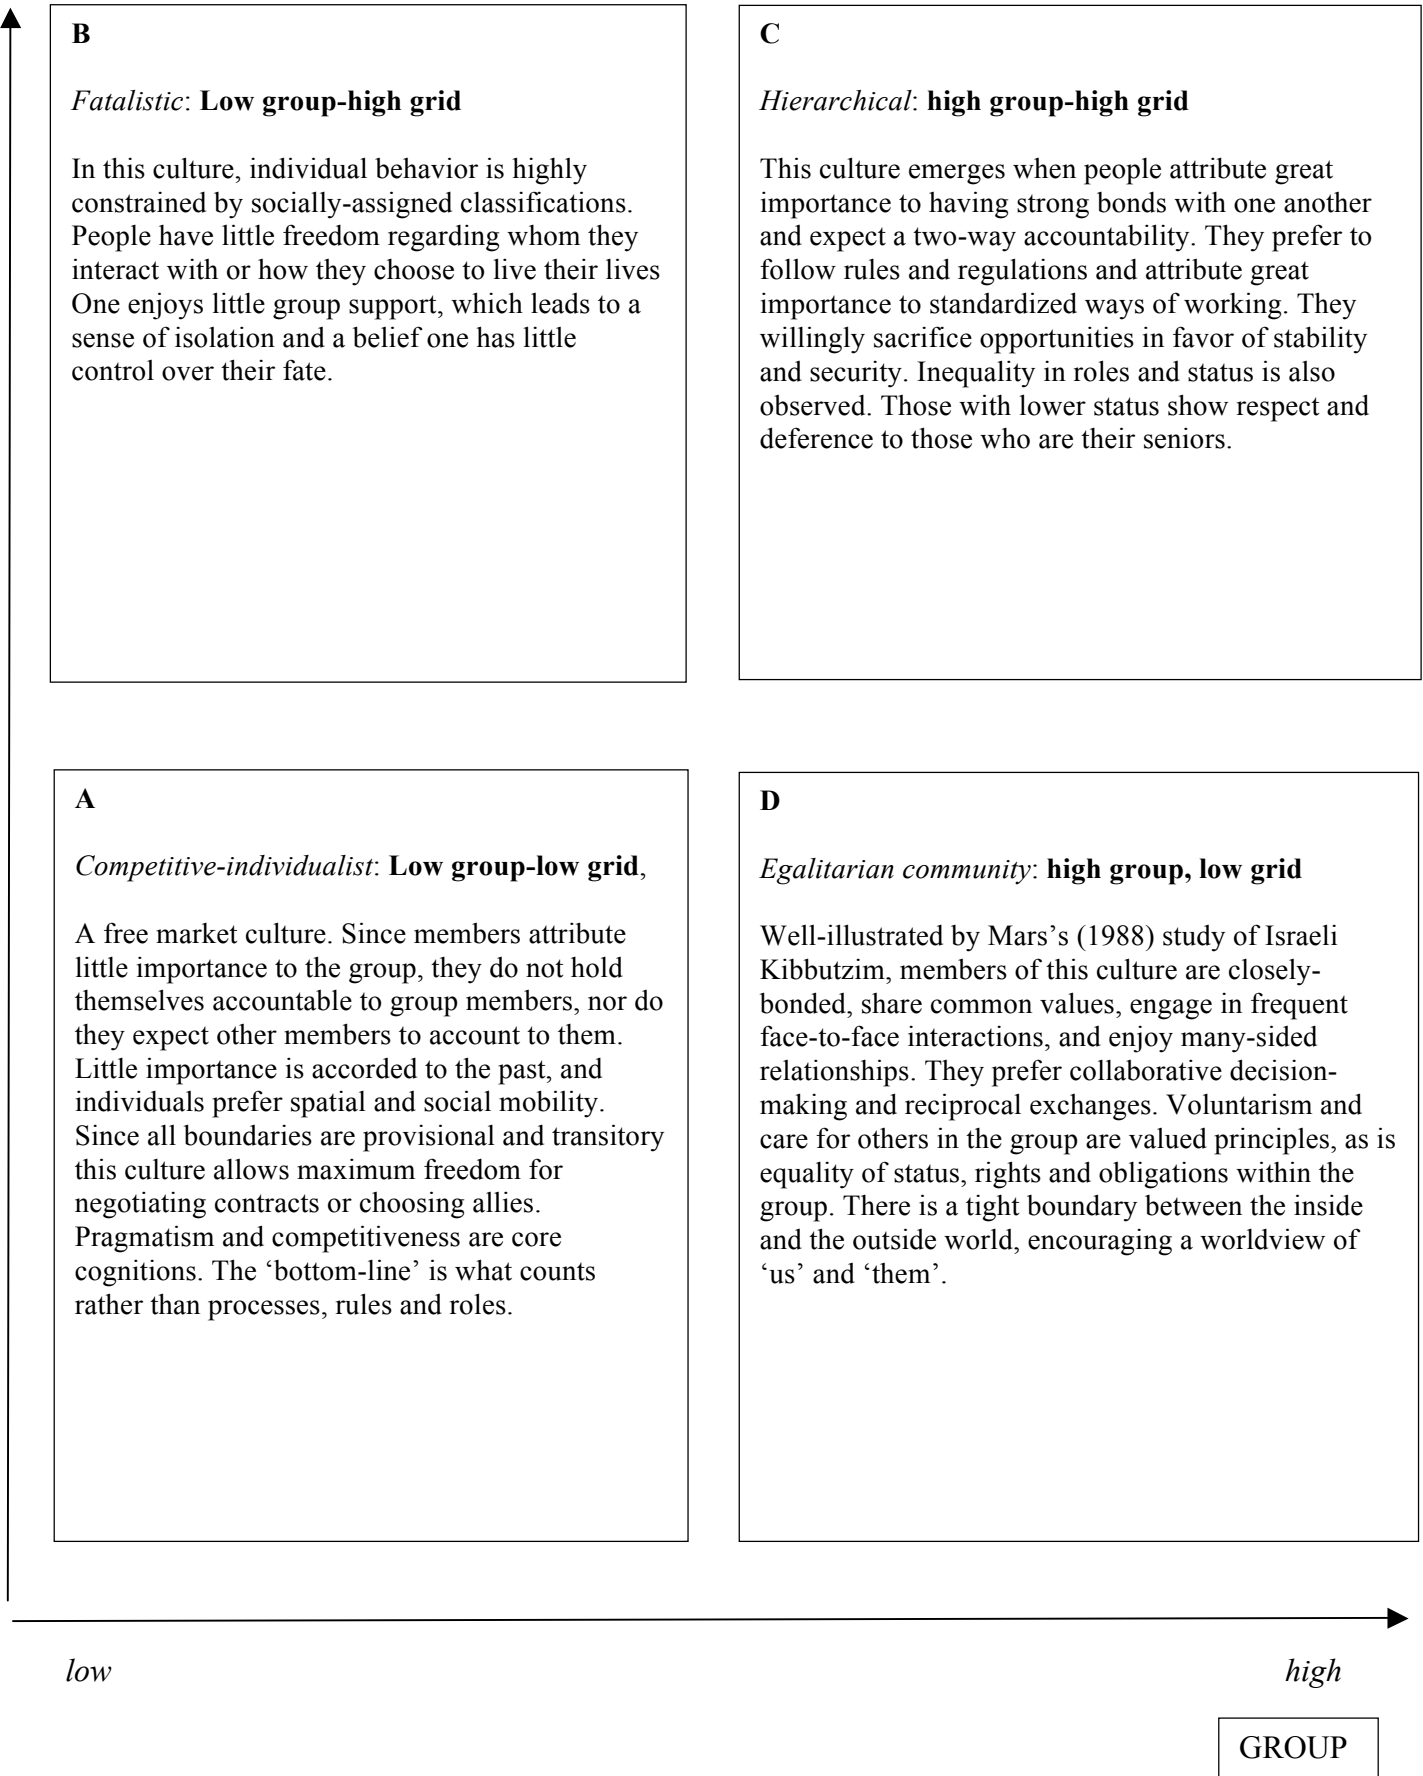 B
Fatalistic: Low group-high grid
In this culture, individual behavior is highly
constrained by socially-assigned classifications.
People have little freedom regarding whom they
interact with or how they choose to live their lives
One enjoys little group support, which leads to a
sense of isolation and a belief one has little
control over their fate.
C
Hierarchical: high group-high grid
This culture emerges when people attribute great
importance to having strong bonds with one another
and expect a two-way accountability. They prefer to
follow rules and regulations and attribute great
importance to standardized ways of working. They
willingly sacrifice opportunities in favor of stability
and security. Inequality in roles and status is also
observed. Those with lower status show respect and
deference to those who are their seniors.
A
Competitive-individualist: Low group-low grid,
A free market culture. Since members attribute
little importance to the group, they do not hold
themselves accountable to group members, nor do
they expect other members to account to them.
Little importance is accorded to the past, and
individuals prefer spatial and social mobility.
Since all boundaries are provisional and transitory
this culture allows maximum freedom for
negotiating contracts or choosing allies.
Pragmatism and competitiveness are core
cognitions. The ‘bottom-line’ is what counts
rather than processes, rules and roles.
D
Egalitarian community: high group, low grid
Well-illustrated by Mars’s (1988) study of Israeli
Kibbutzim, members of this culture are closely-
bonded, share common values, engage in frequent
face-to-face interactions, and enjoy many-sided
relationships. They prefer collaborative decision-
making and reciprocal exchanges. Voluntarism and
care for others in the group are valued principles, as is
equality of status, rights and obligations within the
group. There is a tight boundary between the inside
and the outside world, encouraging a worldview of
‘us’ and ‘them’.
low
high
GROUP